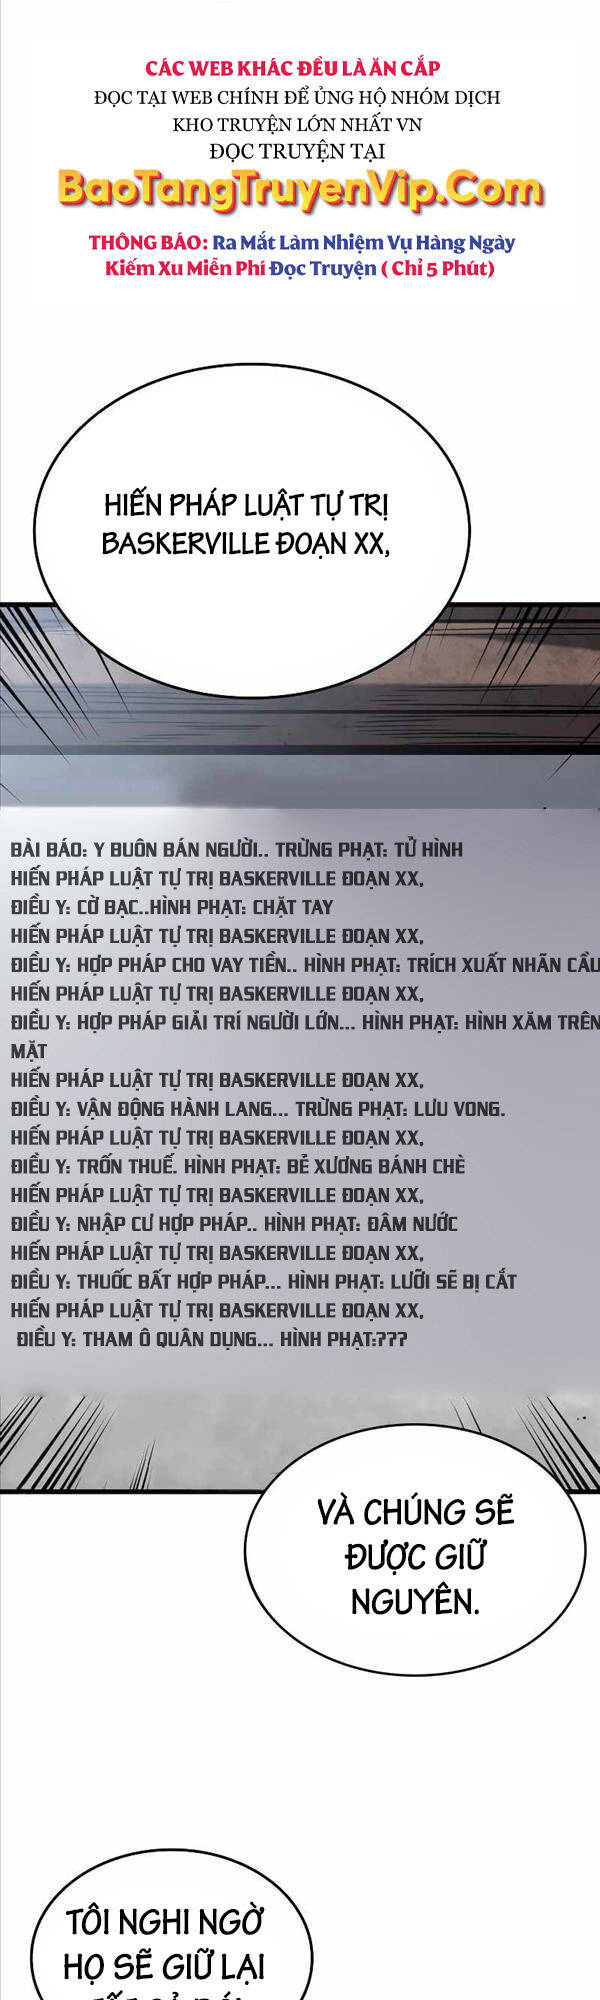 CÁC WEB KHÁC ĐỀU LÀ ĂN CẮP
ĐỌC TẠI WEB CHÍNH ĐỂ ỦNG HỘ NHÓM DỊCH
KHO TRUYỆN LỚN NHẤT VN
ĐỌC TRUYỆN TẠI
BaoTangTruyenVip.Com
THÔNG BÁO: Ra Mắt Làm Nhiệm Vụ Hàng Ngày
Kiếm Xu Miễn Phí Đọc Truyện ( Chỉ 5 Phút)
HIẾN PHÁP LUẬT TỰ TRỊ
BASKERVILLE ĐOẠN XX,
BÀI BÁO: Y BUÔN BÁN NGƯỜI.. TRỪNG PHẠT: TỬ HÌNH
HIẾN PHÁP LUẬT TỰ TRỊ BASKERVILLE ĐOẠN XX,
ĐIỀU Y: CỜ BẠC..HÌNH PHẠT: CHẶT TAY
HIẾN PHÁP LUẬT TỰ TRỊ BASKERVILLE ĐOẠN XX,
ĐIỀU Y: HỢP PHÁP CHO VAY TIỀN.. HÌNH PHẠT: TRÍCH XUẤT NHÃN CẦU
HIẾN PHÁP LUẬT TỰ TRỊ BASKERVILLE ĐOẠN XX,
ĐIỀU Y: HỢP PHÁP GIẢI TRÍ NGƯỜI LỚN... HÌNH PHẠT: HÌNH XĂM TRÊN
MẶT
HIẾN PHÁP LUẬT TỰ TRỊ BASKERVILLE ĐOẠN XX,
ĐIỀU Y: VẬN ĐỘNG HÀNH LANG... TRỪNG PHẠT: LƯU VONG.
HIẾN PHÁP LUẬT TỰ TRỊ BASKERVILLE ĐOẠN XX,
ĐIỀU Y: TRỐN THUẾ. HÌNH PHẠT: BẺ XƯƠNG BÁNH CHÈ
HIẾN PHÁP LUẬT TỰ TRỊ BASKERVILLE ĐOẠN XX,
ĐIỀU Y: NHẬP CƯ HỢP PHÁP.. HÌNH PHẠT: ĐÂM NƯỚC
HIẾN PHÁP LUẬT TỰ TRỊ BASKERVILLE ĐOẠN XX,
ĐIỀU Y: THUỐC BẤT HỢP PHÁP... HÌNH PHẠT: LƯỠI SẼ BỊ CẮT
HIẾN PHÁP LUẬT TỰ TRỊ BASKERVILLE ĐOẠN XX,
ĐIỀU Y: THAM Ô QUÂN DỤNG... HÌNH PHẠT:???
VÀ CHÚNG SẼ
ĐƯỢC GIỮ
NGUYÊN.
TÔI NGHI NGỜ
HỌ SẼ GIỮ LẠI